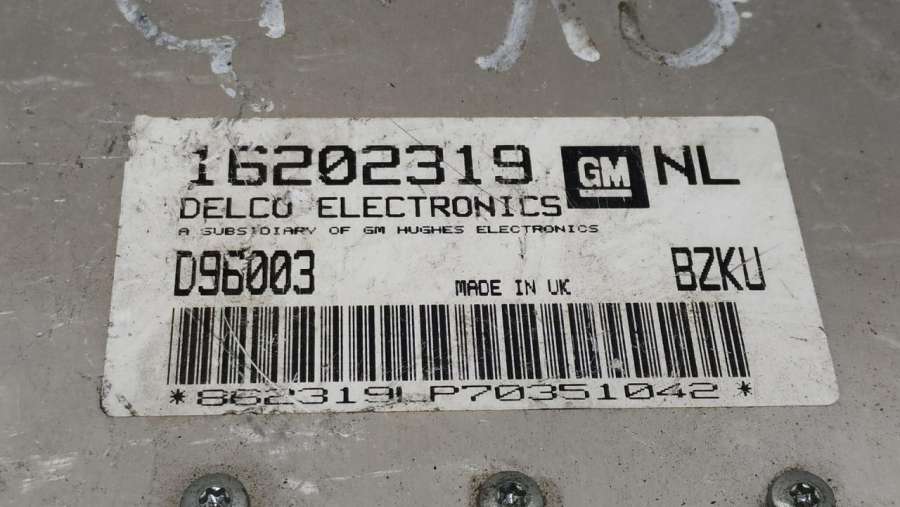 16202319 GM NL
DELCO ELECTRONICS
A SUBSIDIARY OF GM HUGHES ELECTRONICS
D96003 MADE IN UK BZKU
*862319LP70351042*